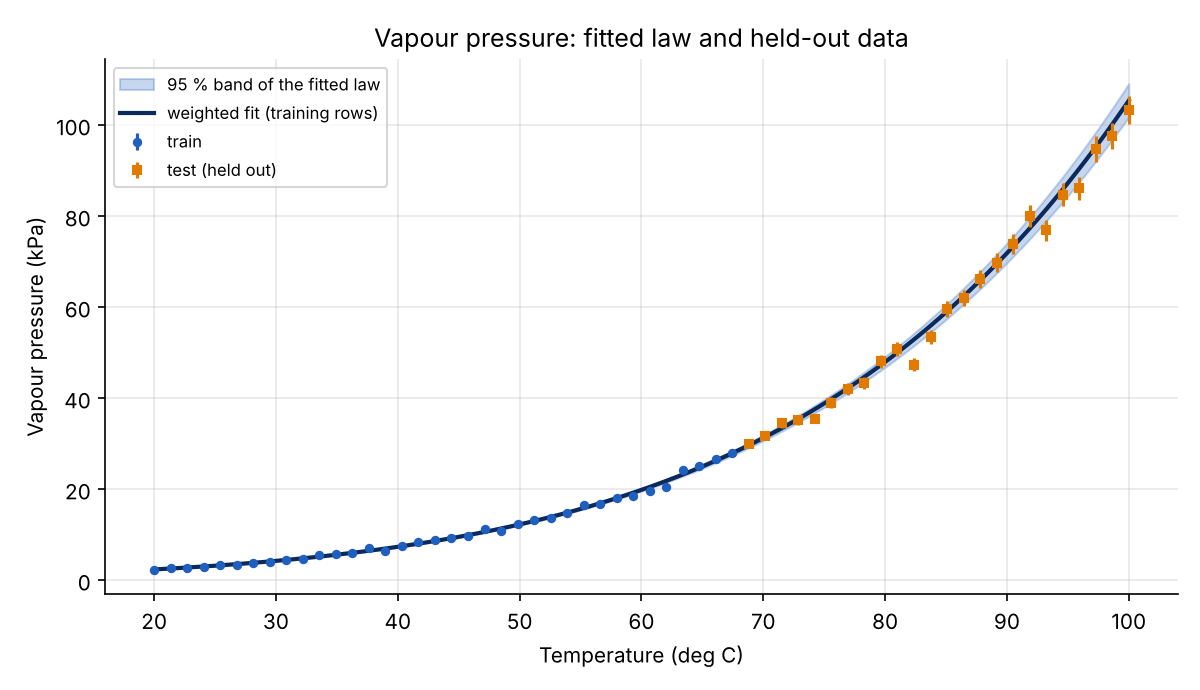 Vapour pressure: fitted law and held-out data
95 % band of the fitted law
weighted fit (training rows)
train
test (held out)
Vapour pressure (kPa)
100
80
60
40
20
0
20 30 40 50 60 70 80 90 100
Temperature (deg C)